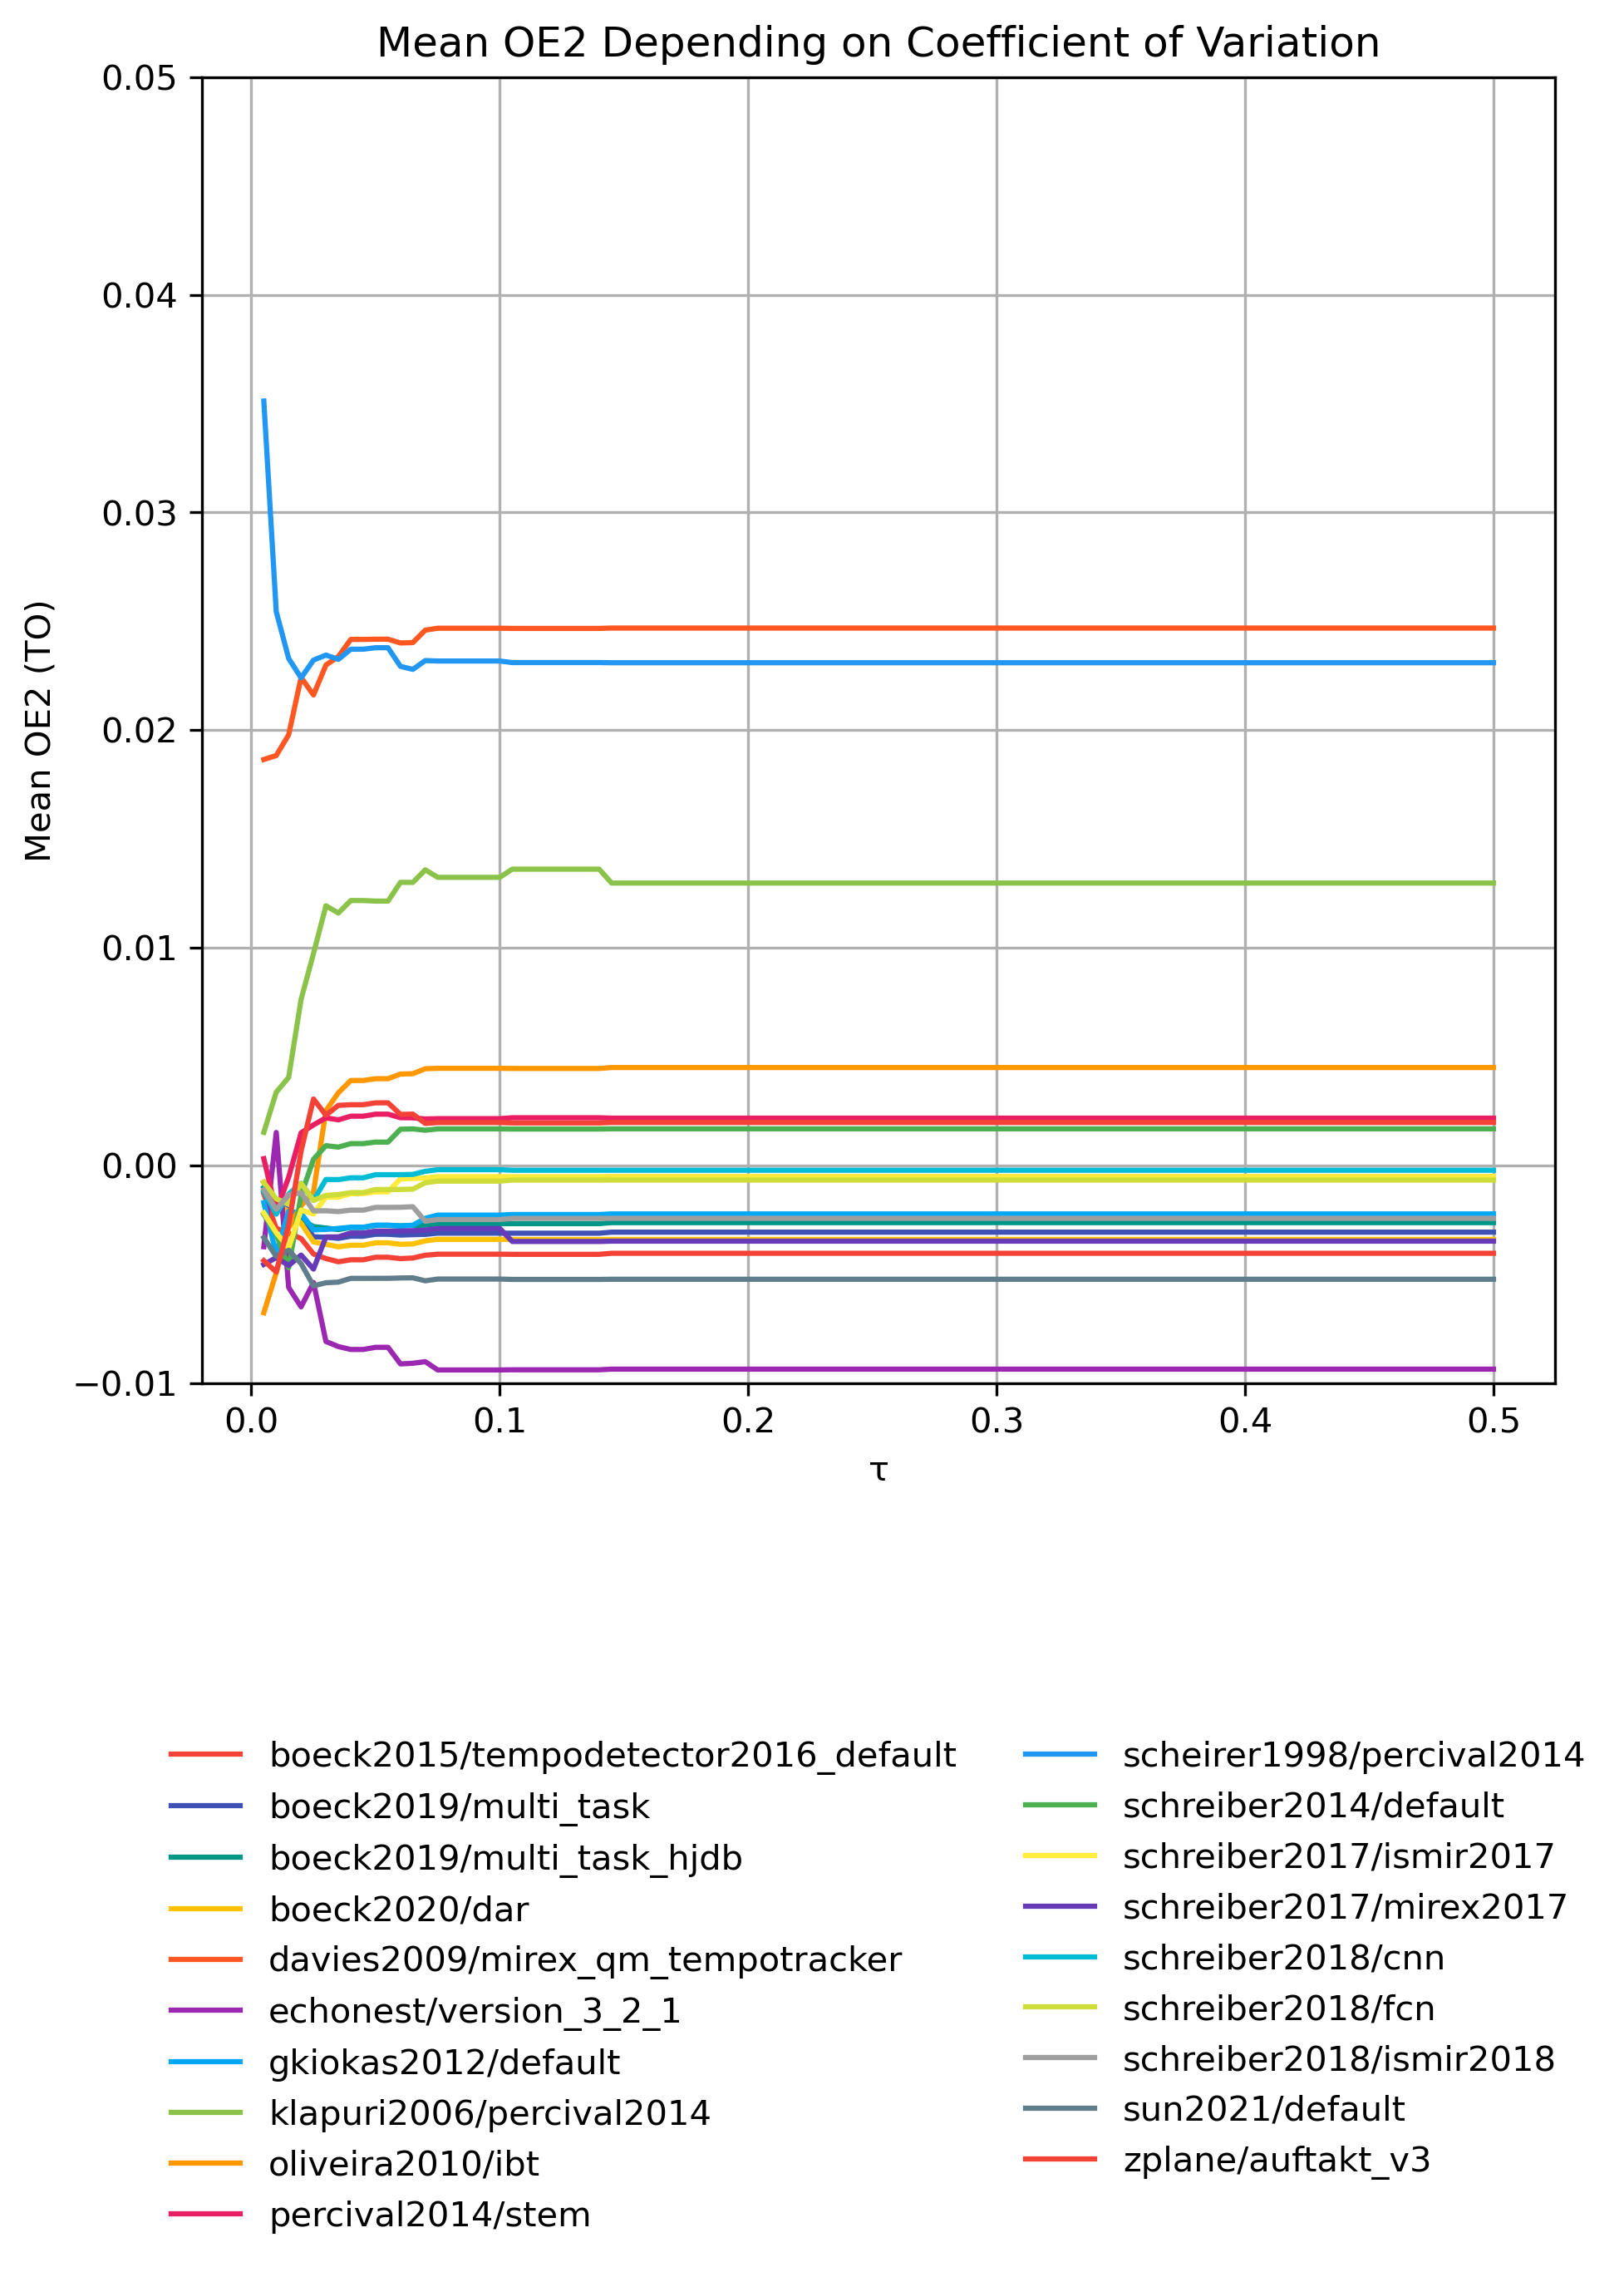 Mean OE2 Depending on Coefficient of Variation
0.05
0.04
0.03
0.02
0.01
0.00
−0.01
Mean OE2 (TO)
0.0 0.1 0.2 0.3 0.4 0.5
τ
boeck2015/tempodetector2016_default
boeck2019/multi_task
boeck2019/multi_task_hjdb
boeck2020/dar
davies2009/mirex_qm_tempotracker
echonest/version_3_2_1
gkiokas2012/default
klapuri2006/percival2014
oliveira2010/ibt
percival2014/stem
scheirer1998/percival2014
schreiber2014/default
schreiber2017/ismir2017
schreiber2017/mirex2017
schreiber2018/cnn
schreiber2018/fcn
schreiber2018/ismir2018
sun2021/default
zplane/auftakt_v3